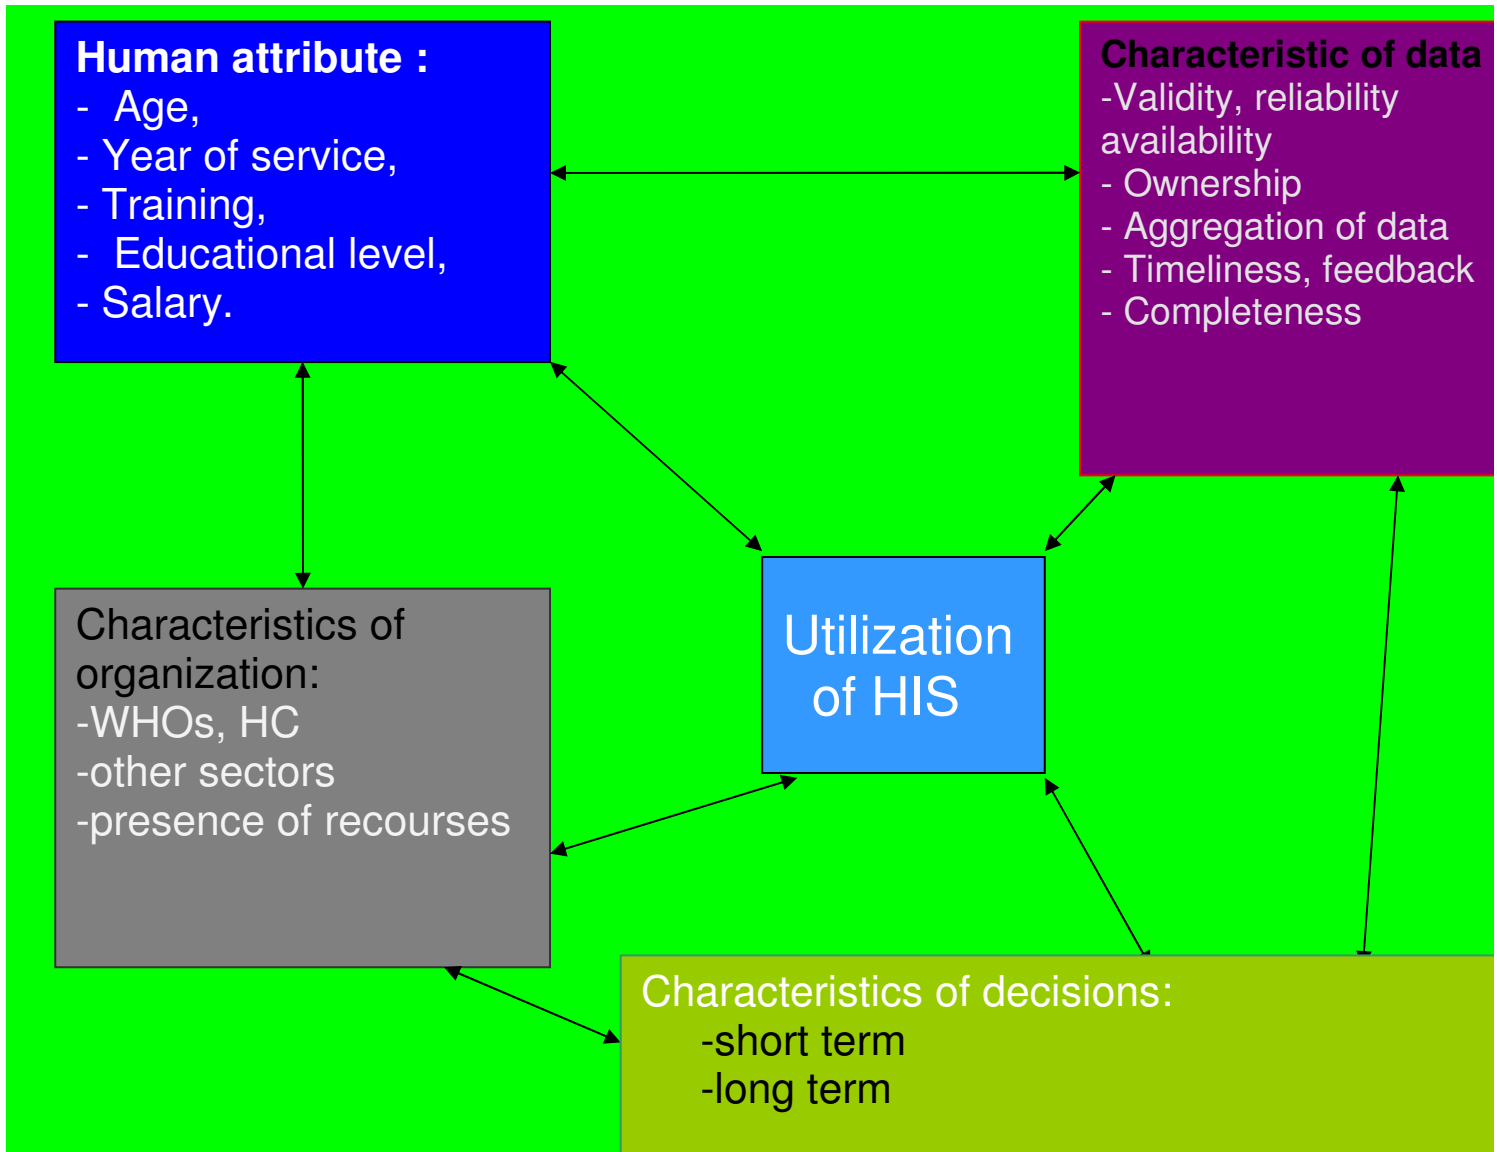 Human attribute :
-  Age,
- Year of service,
- Training,
-  Educational level,
- Salary.
Characteristic of data
-Validity, reliability
availability
- Ownership
- Aggregation of data
- Timeliness, feedback
- Completeness
Utilization
of HIS
Characteristics of
organization:
-WHOs, HC
-other sectors
-presence of recourses
Characteristics of decisions:
-short term
-long term